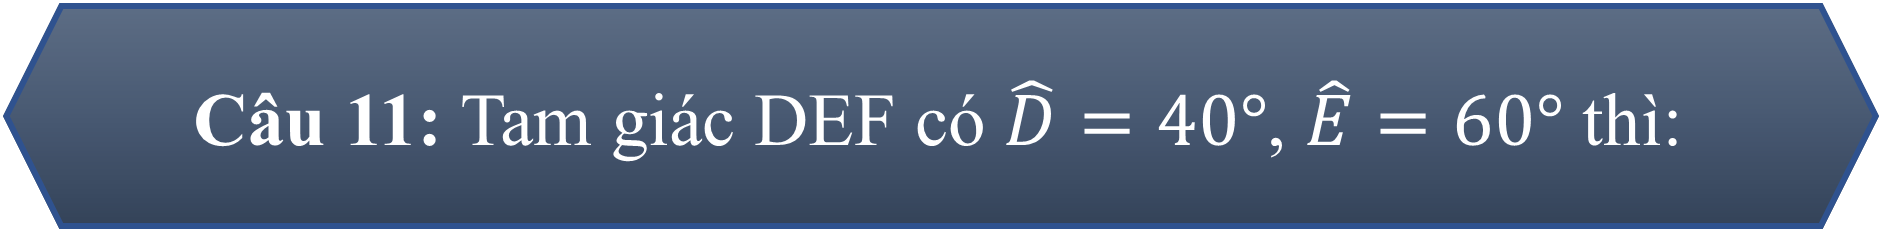 Câu 11: Tam giác DEF có D̂ = 40°, Ê = 60° thì: